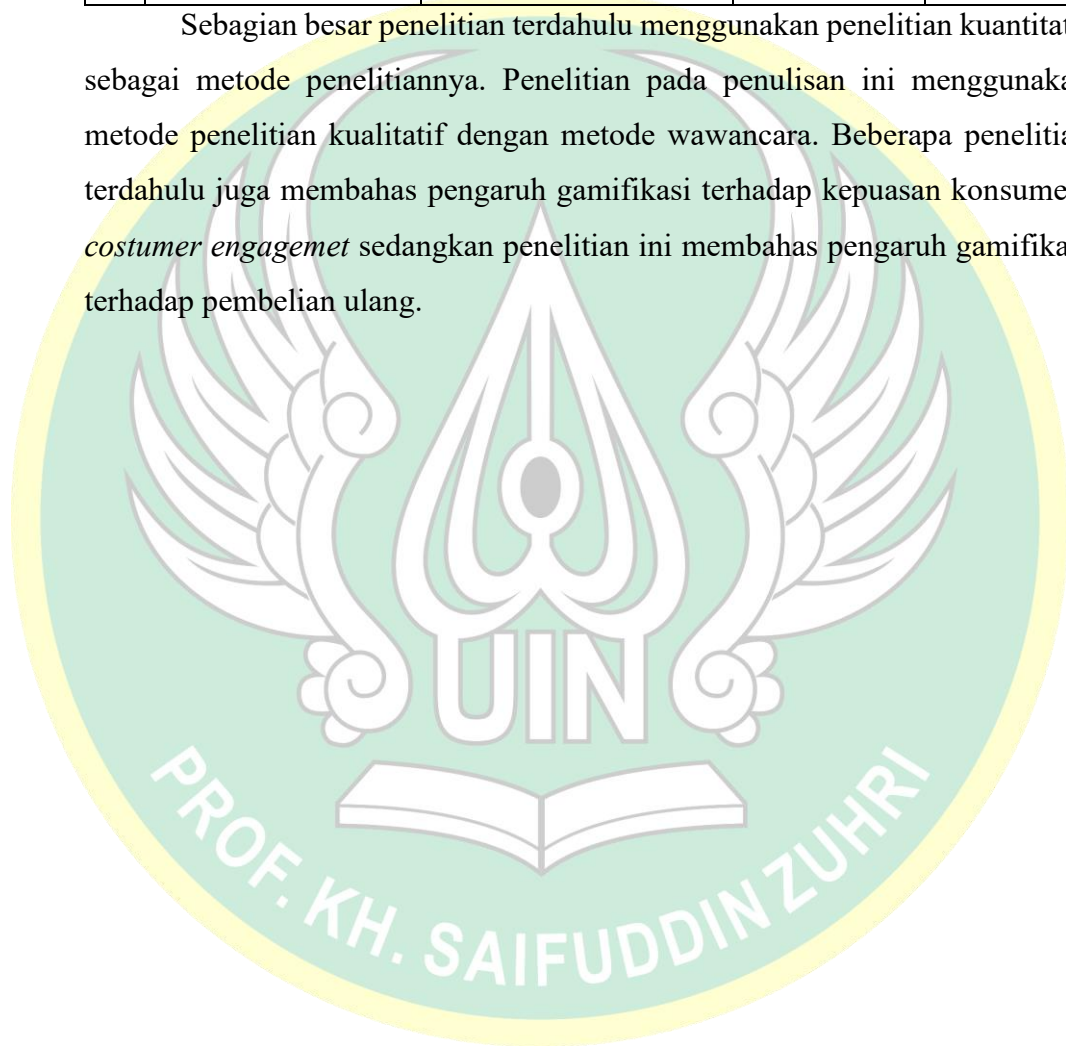 Sebagian besar penelitian terdahulu menggunakan penelitian kuantitat
sebagai metode penelitiannya. Penelitian pada penulisan ini menggunaka
metode penelitian kualitatif dengan metode wawancara. Beberapa penelitia
terdahulu juga membahas pengaruh gamifikasi terhadap kepuasan konsume
costumer engagemet sedangkan penelitian ini membahas pengaruh gamifika
terhadap pembelian ulang.
UIN
PROF. KH. SAIFUDDIN ZUHRI